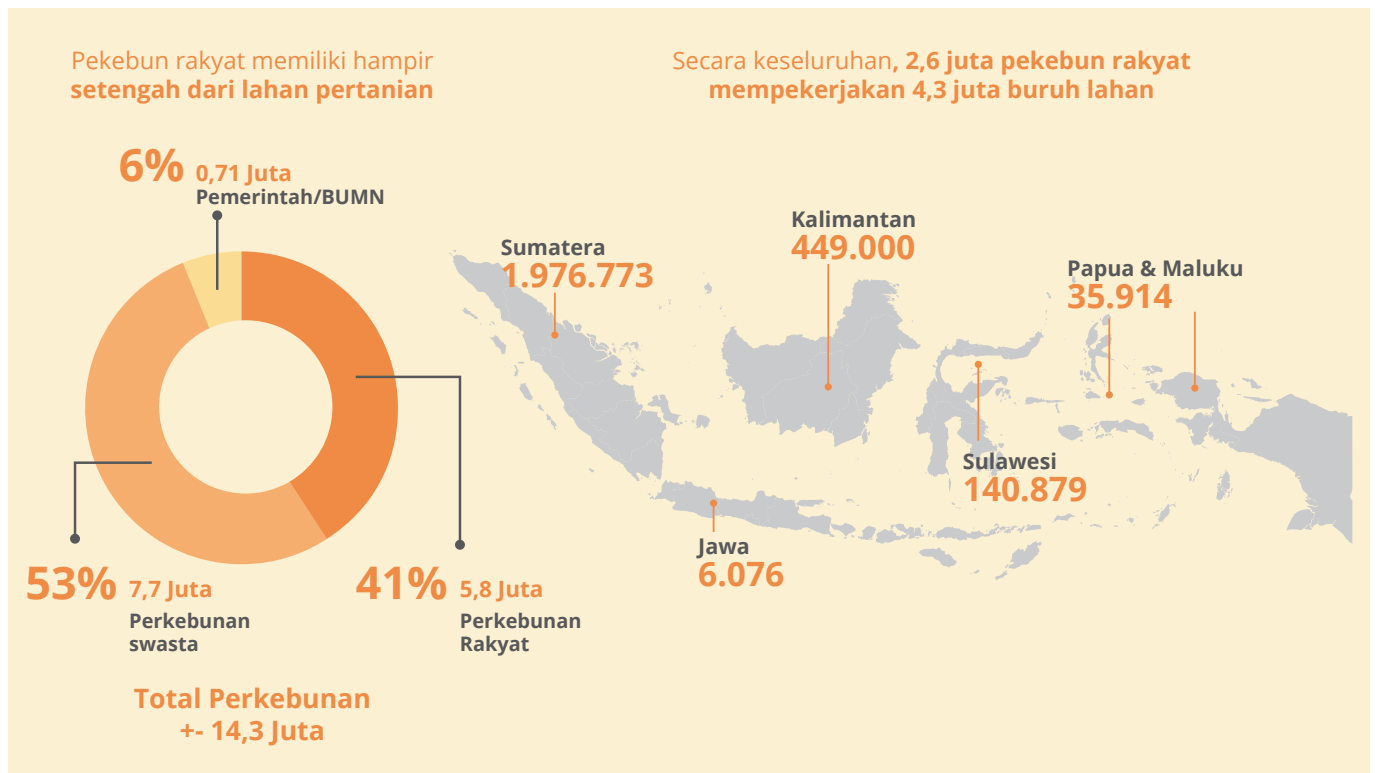 Pekebun rakyat memiliki hampir
setengah dari lahan pertanian
6% 0,71 Juta
Pemerintah/BUMN
53% 7,7 Juta
Perkebunan
swasta
41% 5,8 Juta
Perkebunan
Rakyat
Total Perkebunan
+- 14,3 Juta
Secara keseluruhan, 2,6 juta pekebun rakyat
mempekerjakan 4,3 juta buruh lahan
Sumatera
1.976.773
Kalimantan
449.000
Papua & Maluku
35.914
Sulawesi
140.879
Jawa
6.076